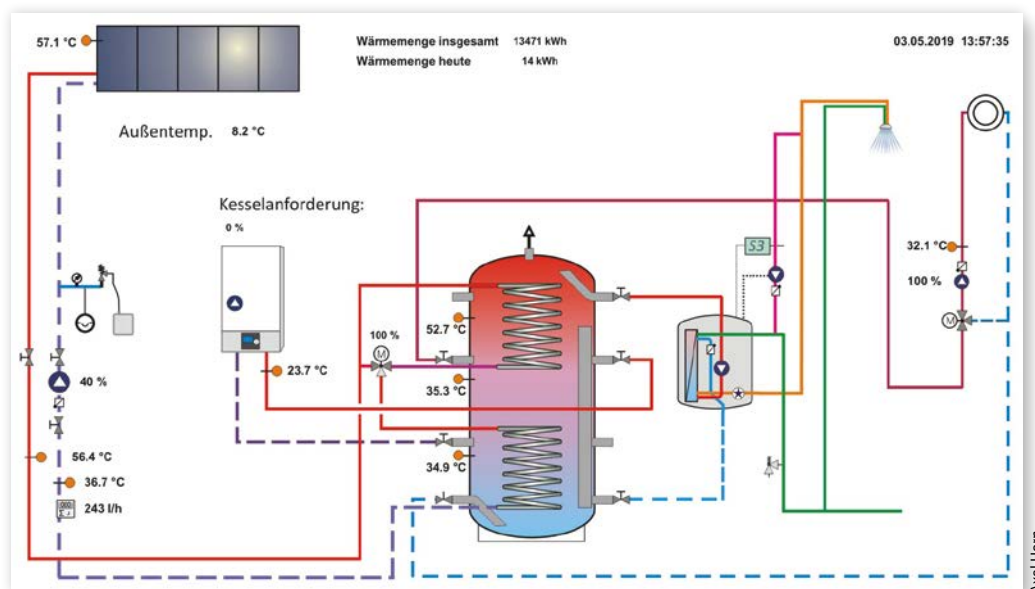 57.1 °C
Wärmemenge insgesamt 13471 kWh
03.05.2019 13:57:35
Wärmemenge heute 14 kWh
Außentemp. 8.2 °C
Kesselanforderung:
0 %
S3
32.1 °C
100 %
M
52.7 °C
100 %
M
23.7 °C
35.3 °C
40 %
34.9 °C
56.4 °C
36.7 °C
243 l/h